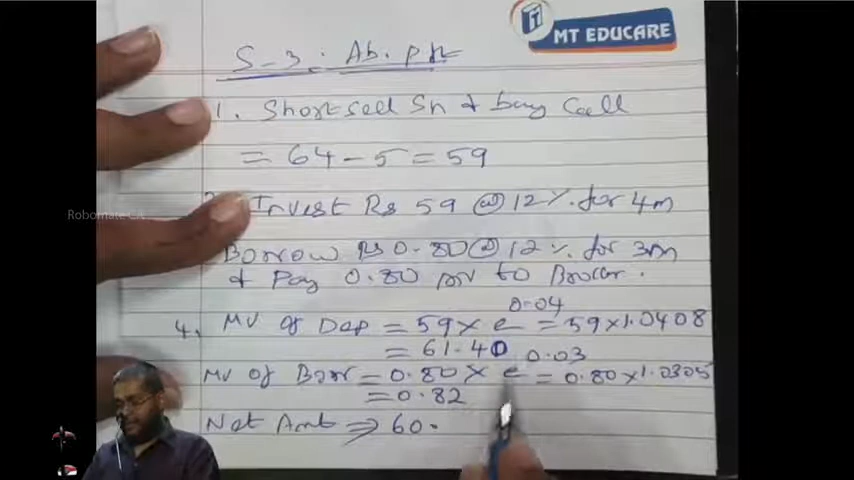 MT EDUCARE
S-3: Ab. pft
1. Shortsell Sh & buy Call
= 64 - 5 = 59
Invest Rs 59 @ 12%. for 4m
Robomate CA
Borrow Rs 0.80 @ 12%. for 3m
& Pay 0.80 DIV to Broker.
4. MV of Dep = 59 × e^0.04 = 59 × 1.0408
= 61.40
MV of Borr = 0.80 × e^0.03 = 0.80 × 1.0305
= 0.82
Net Amt ⇒ 60.